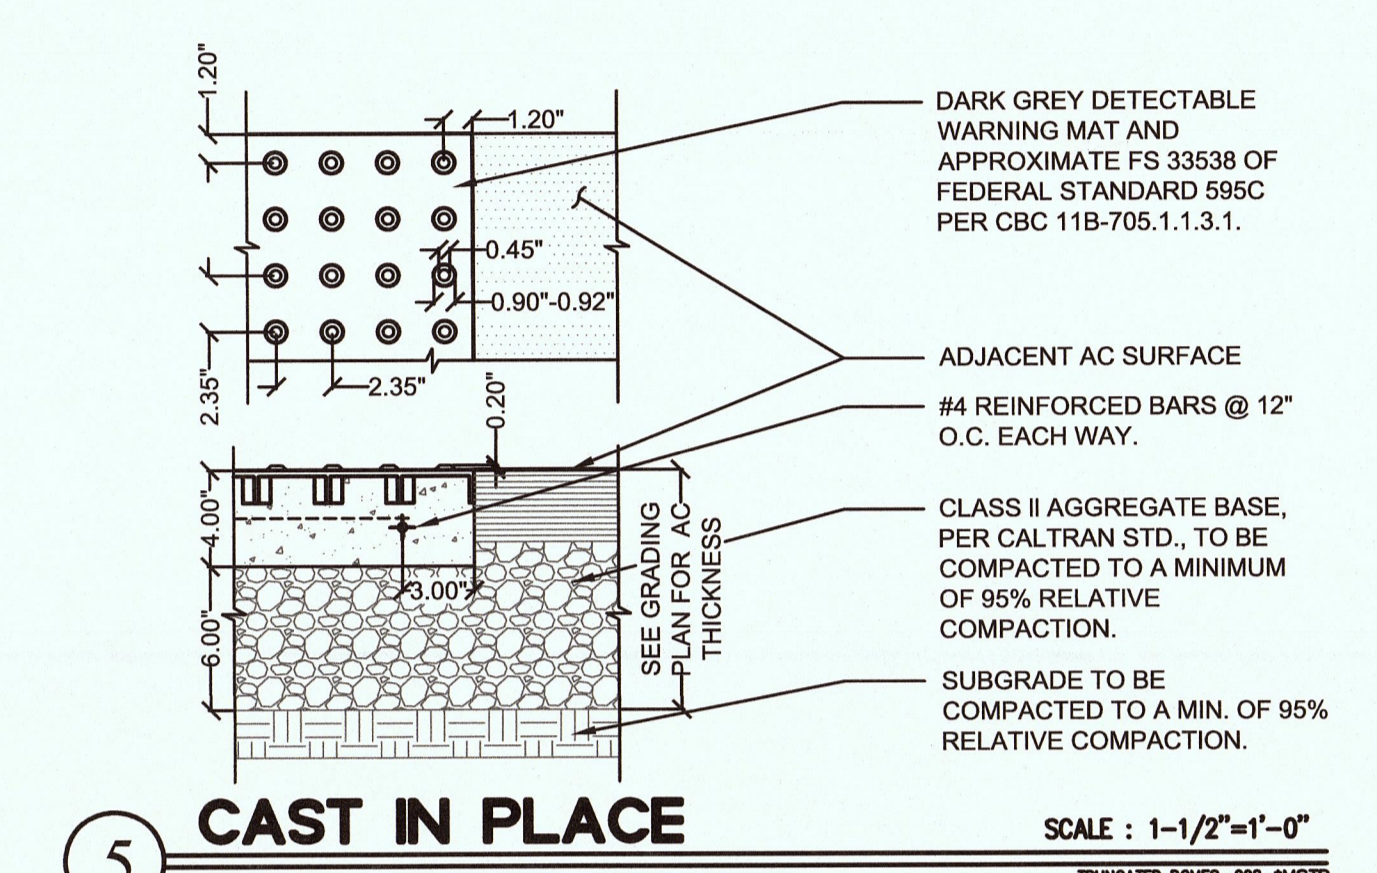 1.20"
1.20"
DARK GREY DETECTABLE
WARNING MAT AND
APPROXIMATE FS 33538 OF
FEDERAL STANDARD 595C
PER CBC 11B-705.1.1.3.1.
0.45"
0.90"-0.92"
2.35"
2.35"
0.20"
ADJACENT AC SURFACE
#4 REINFORCED BARS @ 12"
O.C. EACH WAY.
4.00"
3.00"
6.00"
SEE GRADING
PLAN FOR AC
THICKNESS
CLASS II AGGREGATE BASE,
PER CALTRAN STD., TO BE
COMPACTED TO A MINIMUM
OF 95% RELATIVE
COMPACTION.
SUBGRADE TO BE
COMPACTED TO A MIN. OF 95%
RELATIVE COMPACTION.
5
CAST IN PLACE
SCALE : 1-1/2"=1'-0"